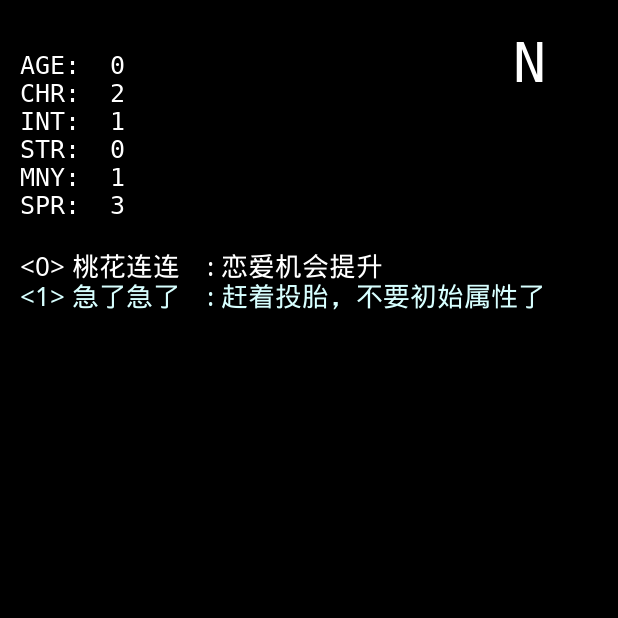 N
AGE: 0
CHR: 2
INT: 1
STR: 0
MNY: 1
SPR: 3
<0> 桃花连连 :恋爱机会提升
<1> 急了急了 :赶着投胎，不要初始属性了